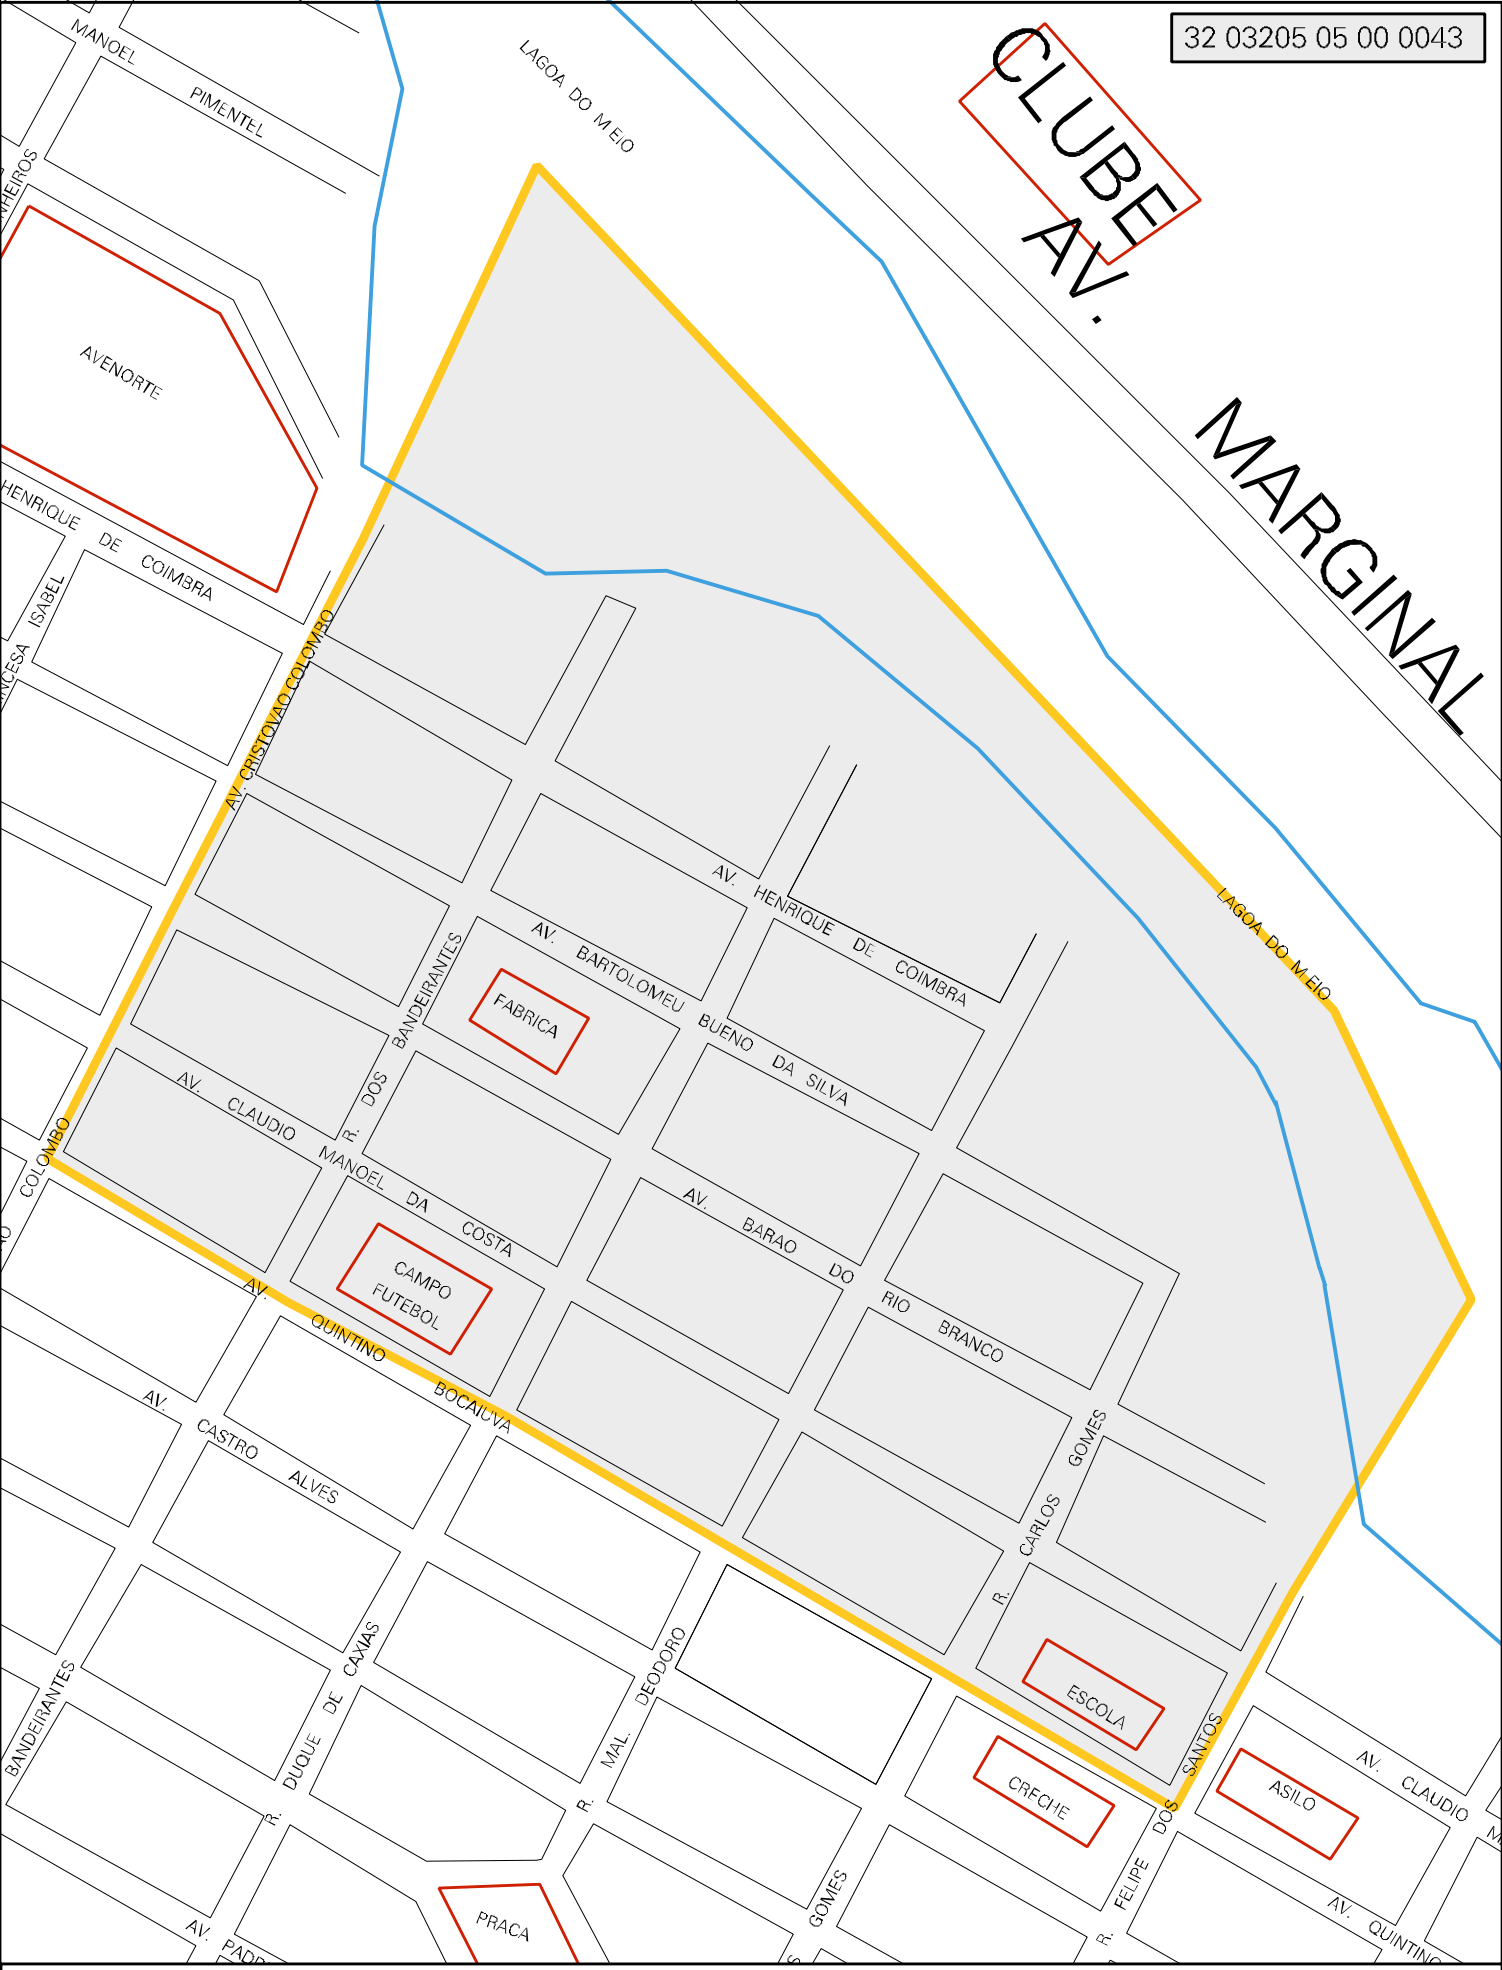 32 03205 05 00 0043
MANOEL
PIMENTEL
LAGOA DO MEIO
CLUBE
AV.
MARGINAL
AVENORTE
HENRIQUE DE COIMBRA
ISABEL
AV. CRISTOVAO COLOMBO
AV. HENRIQUE DE COIMBRA
LAGOA DO MEIO
AV. BARTOLOMEU BUENO DA SILVA
R. DOS BANDEIRANTES
FABRICA
AV. CLAUDIO MANOEL DA COSTA
COLOMBO
CAMPO
FUTEBOL
AV. BARAO DO RIO BRANCO
AV. QUINTINO BOCAIUVA
AV. CASTRO ALVES
R. CARLOS GOMES
ESCOLA
BANDEIRANTES
R. DUQUE DE CAXIAS
R. MAL. DEODORO
R. FELIPE DOS SANTOS
CRECHE
ASILO
AV. CLAUDIO
GOMES
AV. QUINTINO
PRACA
AV.